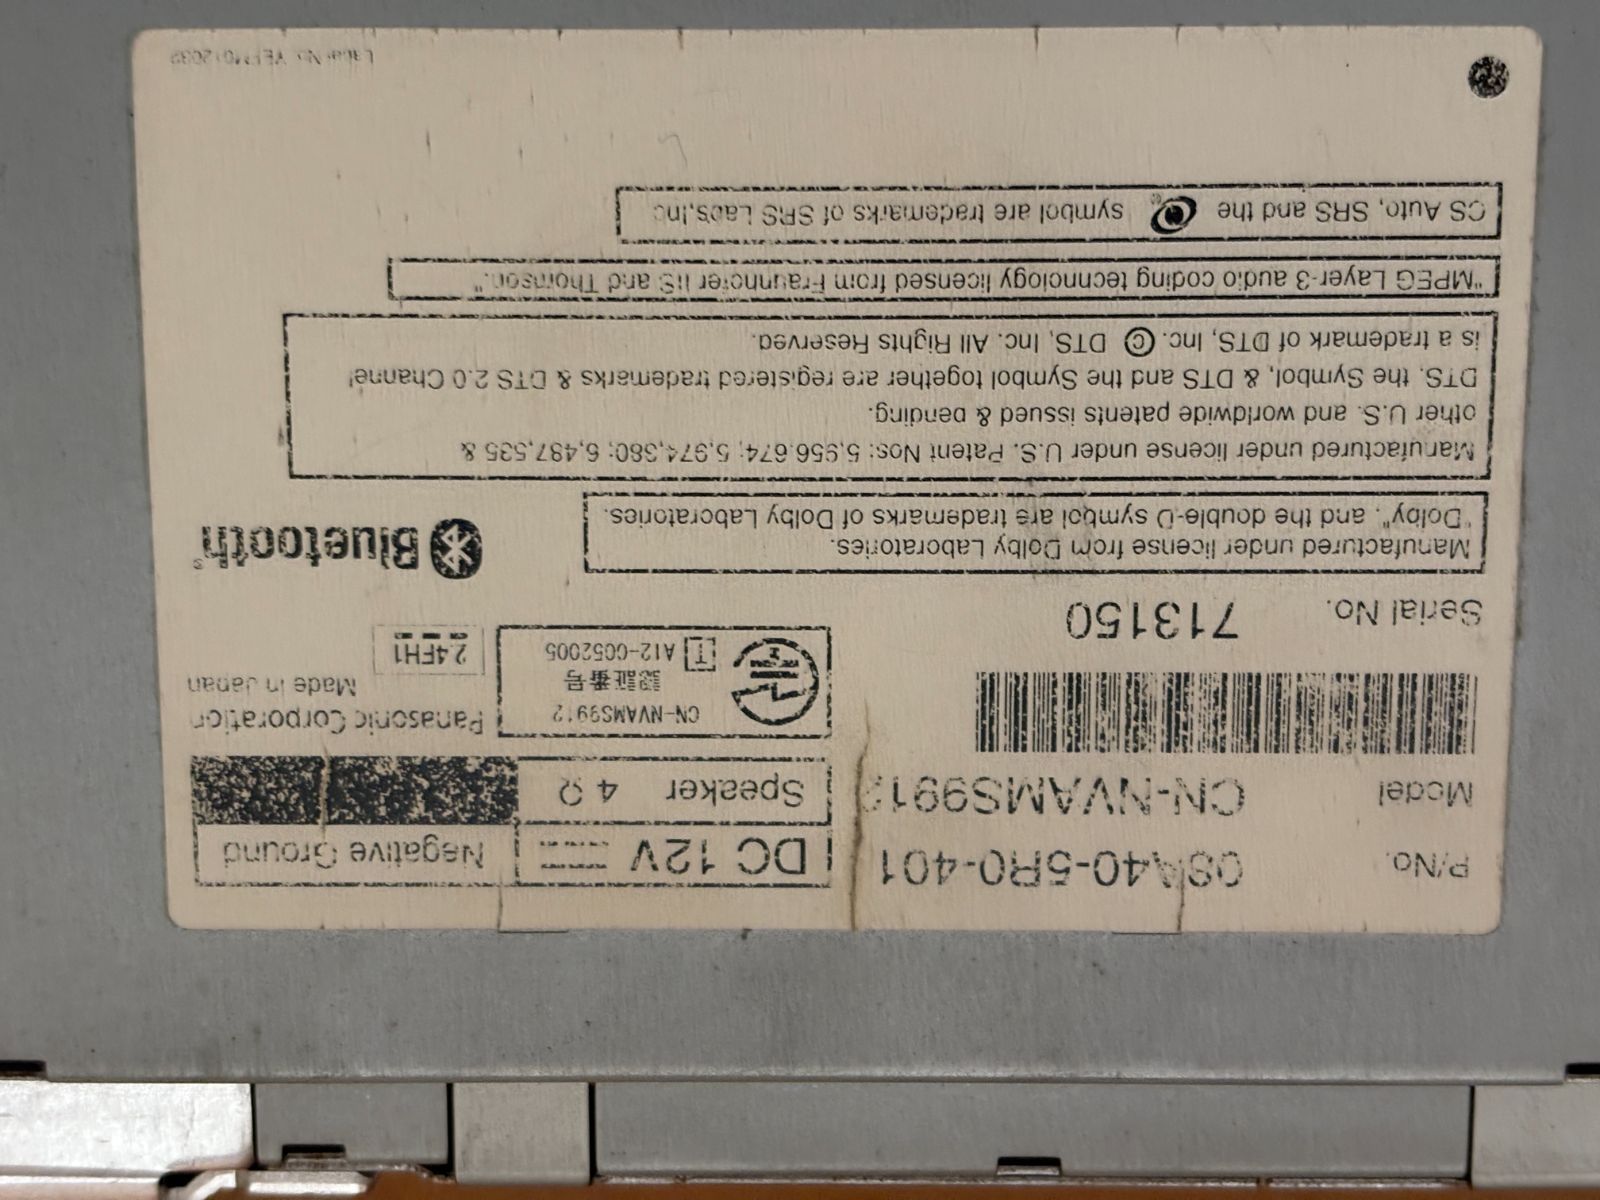 P/No. 08A40-5R0-401
Model CN-NVAMS9912
Serial No. 713150
DC 12V
Negative Ground
Speaker 4Ω
CN-NVAMS9912
認証番号
T A12-0052005
Panasonic Corporation
Made in Japan
2.4FH1
Bluetooth®
Manufactured under license from Dolby Laboratories.
"Dolby". and the double-D symbol are trademarks of Dolby Laboratories.
Manufactured under license under U.S. Patent Nos: 5,956,674; 5,974,380; 6,487,535 &
other U.S. and worldwide patents issued & pending.
DTS, the Symbol, & DTS and the Symbol together are registered trademarks & DTS 2.0 Channel
is a trademark of DTS, Inc. © DTS, Inc. All Rights Reserved.
"MPEG Layer-3 audio coding technology licensed from Fraunhofer IIS and Thomson."
CS Auto, SRS and the symbol are trademarks of SRS Labs,Inc
Label No.